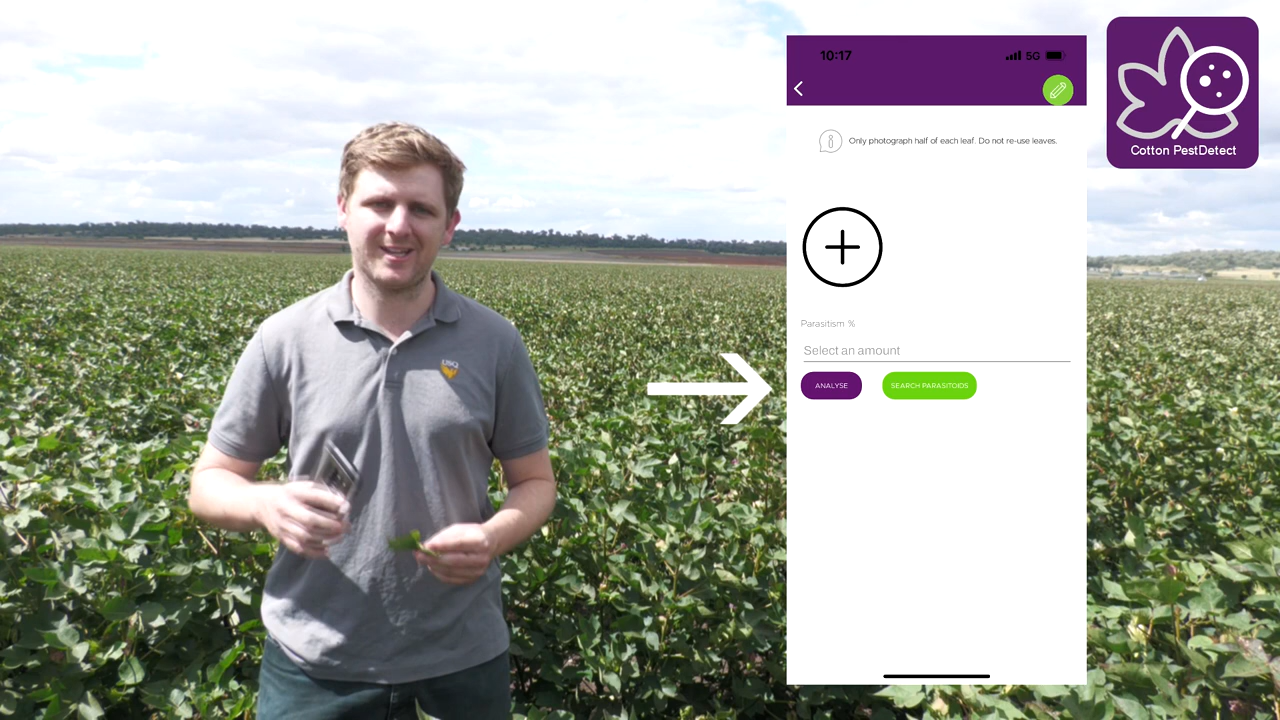 10:17
5G
Cotton PestDetect
Only photograph half of each leaf. Do not re-use leaves.
Parasitism %
Select an amount
ANALYSE
SEARCH PARASITOIDS
USQ